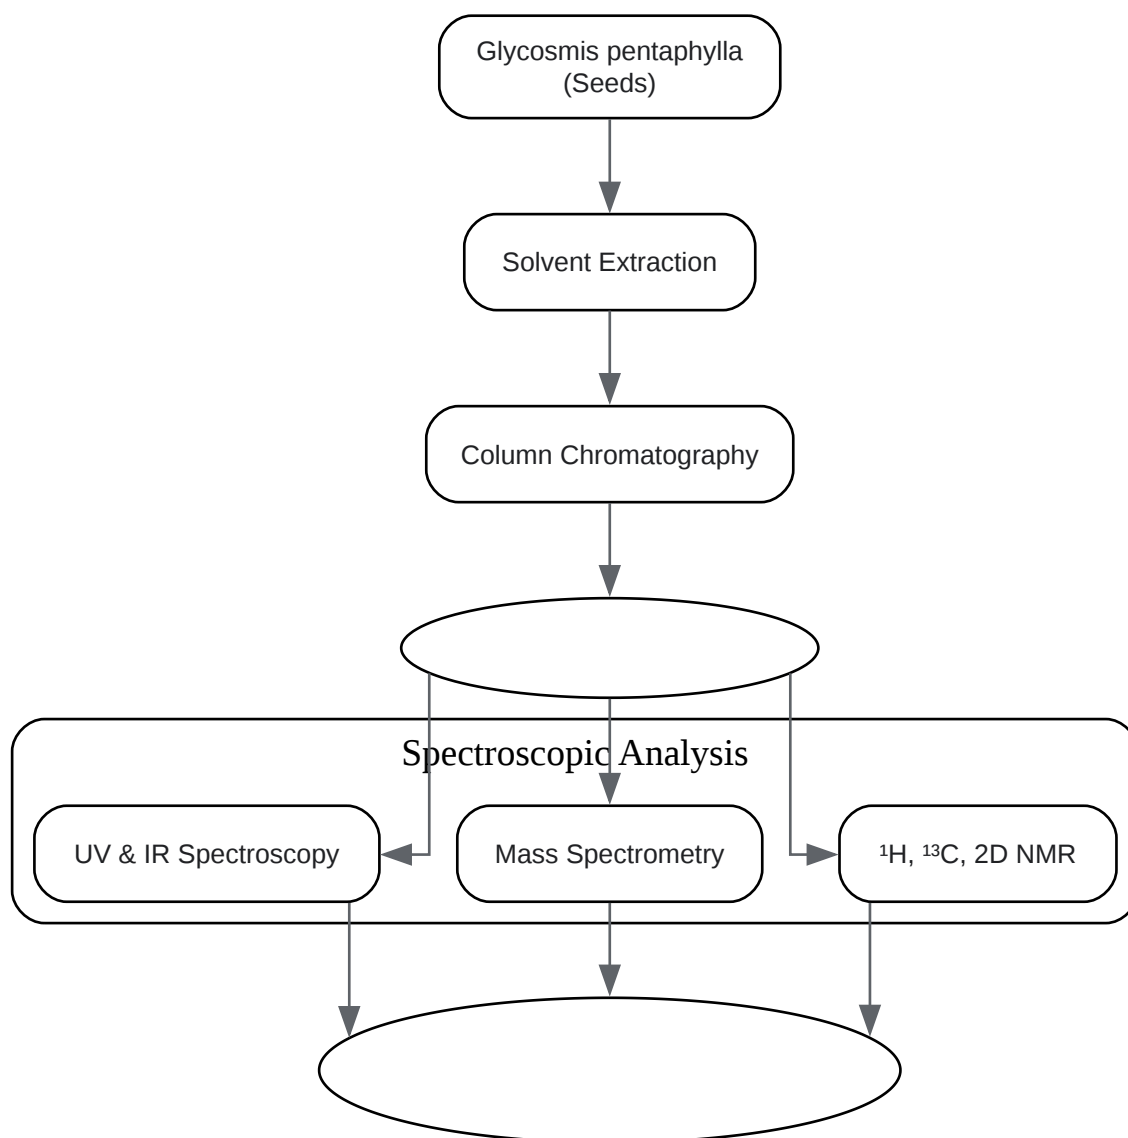 Glycosmis pentaphylla
(Seeds)
Solvent Extraction
Column Chromatography
Spectroscopic Analysis
UV & IR Spectroscopy
Mass Spectrometry
¹H, ¹³C, 2D NMR